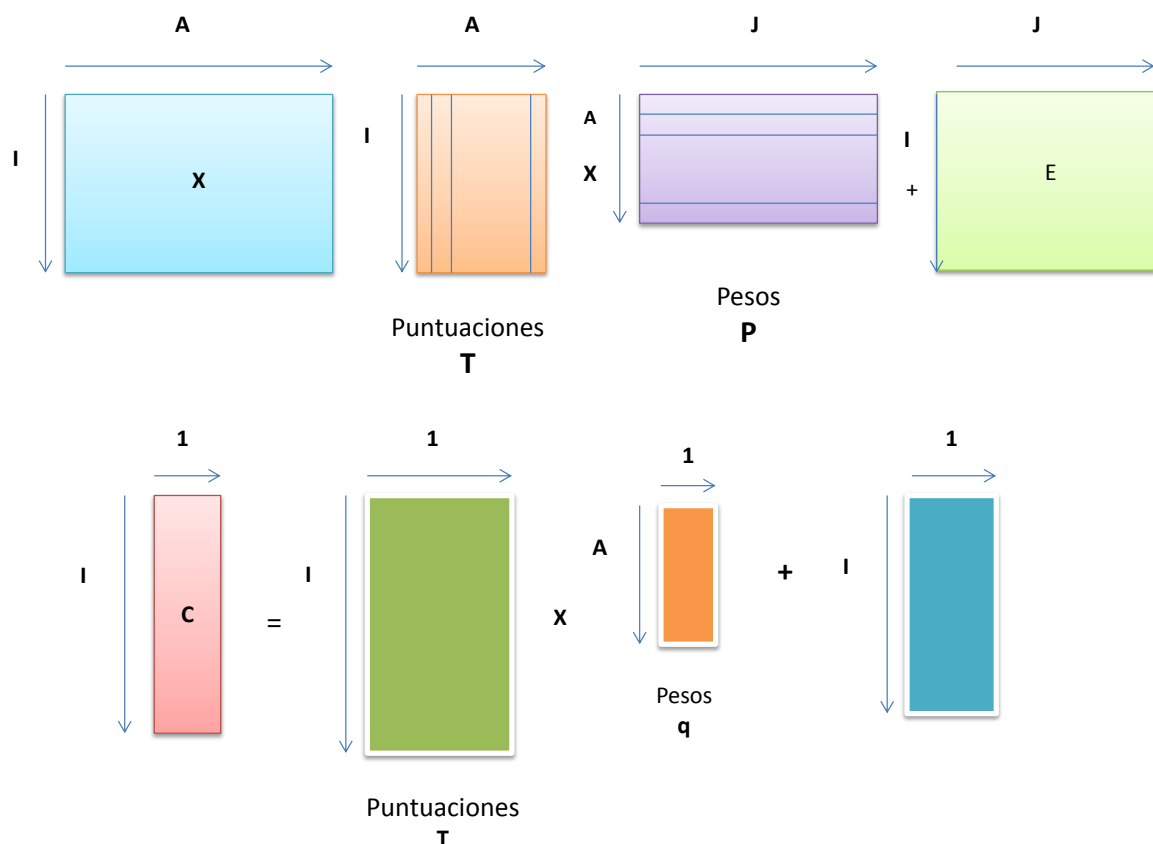 A
A
J
J
I
X
I
A
X
I
+
E
Puntuaciones
T
Pesos
P
1
1
1
1
I
C
=
I
X
A
+
I
Pesos
q
Puntuaciones
T